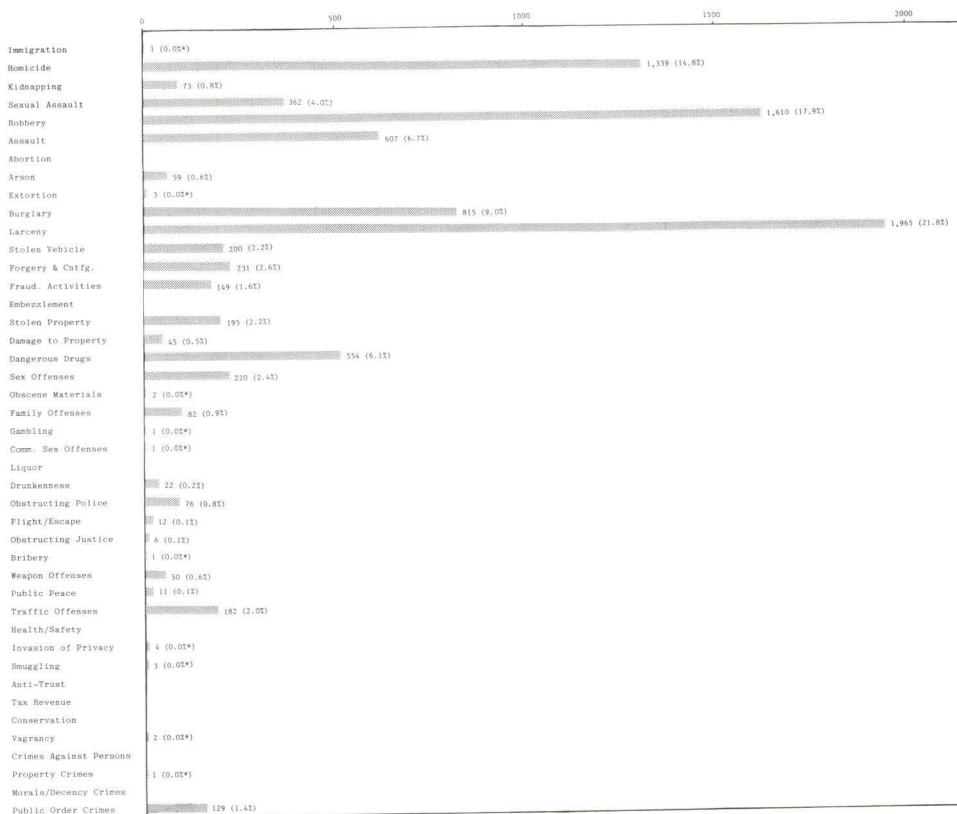 0 500 1000 1500 2000
Immigration 1 (0.0%*)
Homicide 1,339 (14.8%)
Kidnapping 73 (0.8%)
Sexual Assault 362 (4.0%)
Robbery 1,610 (17.9%)
Assault 607 (6.7%)
Abortion
Arson 59 (0.6%)
Extortion 3 (0.0%*)
Burglary 815 (9.0%)
Larceny 1,965 (21.8%)
Stolen Vehicle 200 (2.2%)
Forgery & Cntfg. 231 (2.6%)
Fraud. Activities 149 (1.6%)
Embezzlement
Stolen Property 195 (2.2%)
Damage to Property 45 (0.5%)
Dangerous Drugs 554 (6.1%)
Sex Offenses 220 (2.4%)
Obscene Materials 2 (0.0%*)
Family Offenses 82 (0.9%)
Gambling 1 (0.0%*)
Comm. Sex Offenses 1 (0.0%*)
Liquor
Drunkenness 22 (0.2%)
Obstructing Police 76 (0.8%)
Flight/Escape 12 (0.1%)
Obstructing Justice 6 (0.1%)
Bribery 1 (0.0%*)
Weapon Offenses 50 (0.6%)
Public Peace 11 (0.1%)
Traffic Offenses 182 (2.0%)
Health/Safety
Invasion of Privacy 4 (0.0%*)
Smuggling 3 (0.0%*)
Anti-Trust
Tax Revenue
Conservation
Vagrancy 2 (0.0%*)
Crimes Against Persons
Property Crimes 1 (0.0%*)
Morals/Decency Crimes
Public Order Crimes 129 (1.4%)